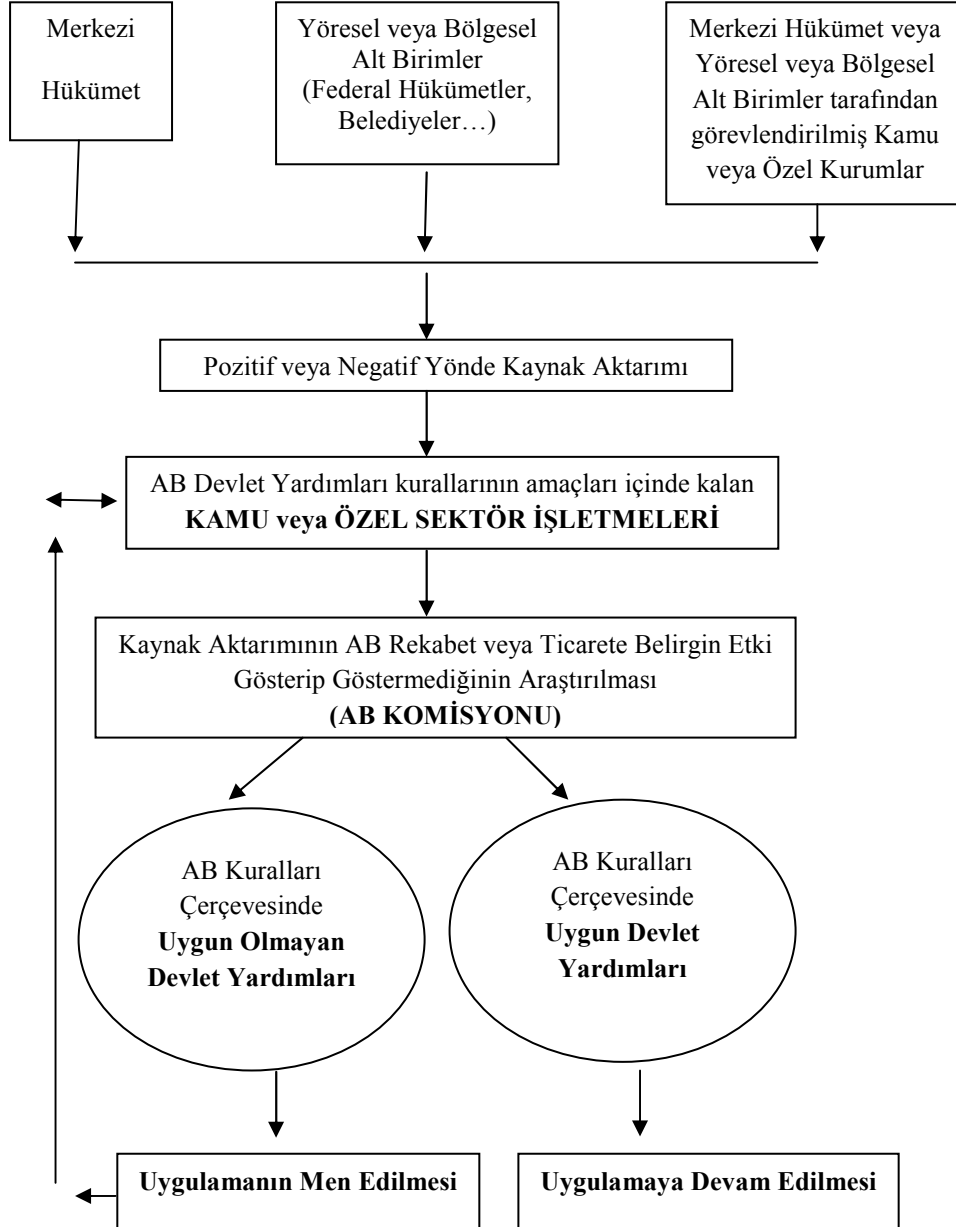 Merkezi
Hükümet
Yöresel veya Bölgesel
Alt Birimler
(Federal Hükümetler,
Belediyeler…)
Merkezi Hükümet veya
Yöresel veya Bölgesel
Alt Birimler tarafından
görevlendirilmiş Kamu
veya Özel Kurumlar
Pozitif veya Negatif Yönde Kaynak Aktarımı
AB Devlet Yardımları kurallarının amaçları içinde kalan
KAMU veya ÖZEL SEKTÖR İŞLETMELERİ
Kaynak Aktarımının AB Rekabet veya Ticarete Belirgin Etki
Gösterip Göstermediğinin Araştırılması
(AB KOMİSYONU)
AB Kuralları
Çerçevesinde
Uygun Olmayan
Devlet Yardımları
AB Kuralları
Çerçevesinde
Uygun Devlet
Yardımları
Uygulamanın Men Edilmesi
Uygulamaya Devam Edilmesi